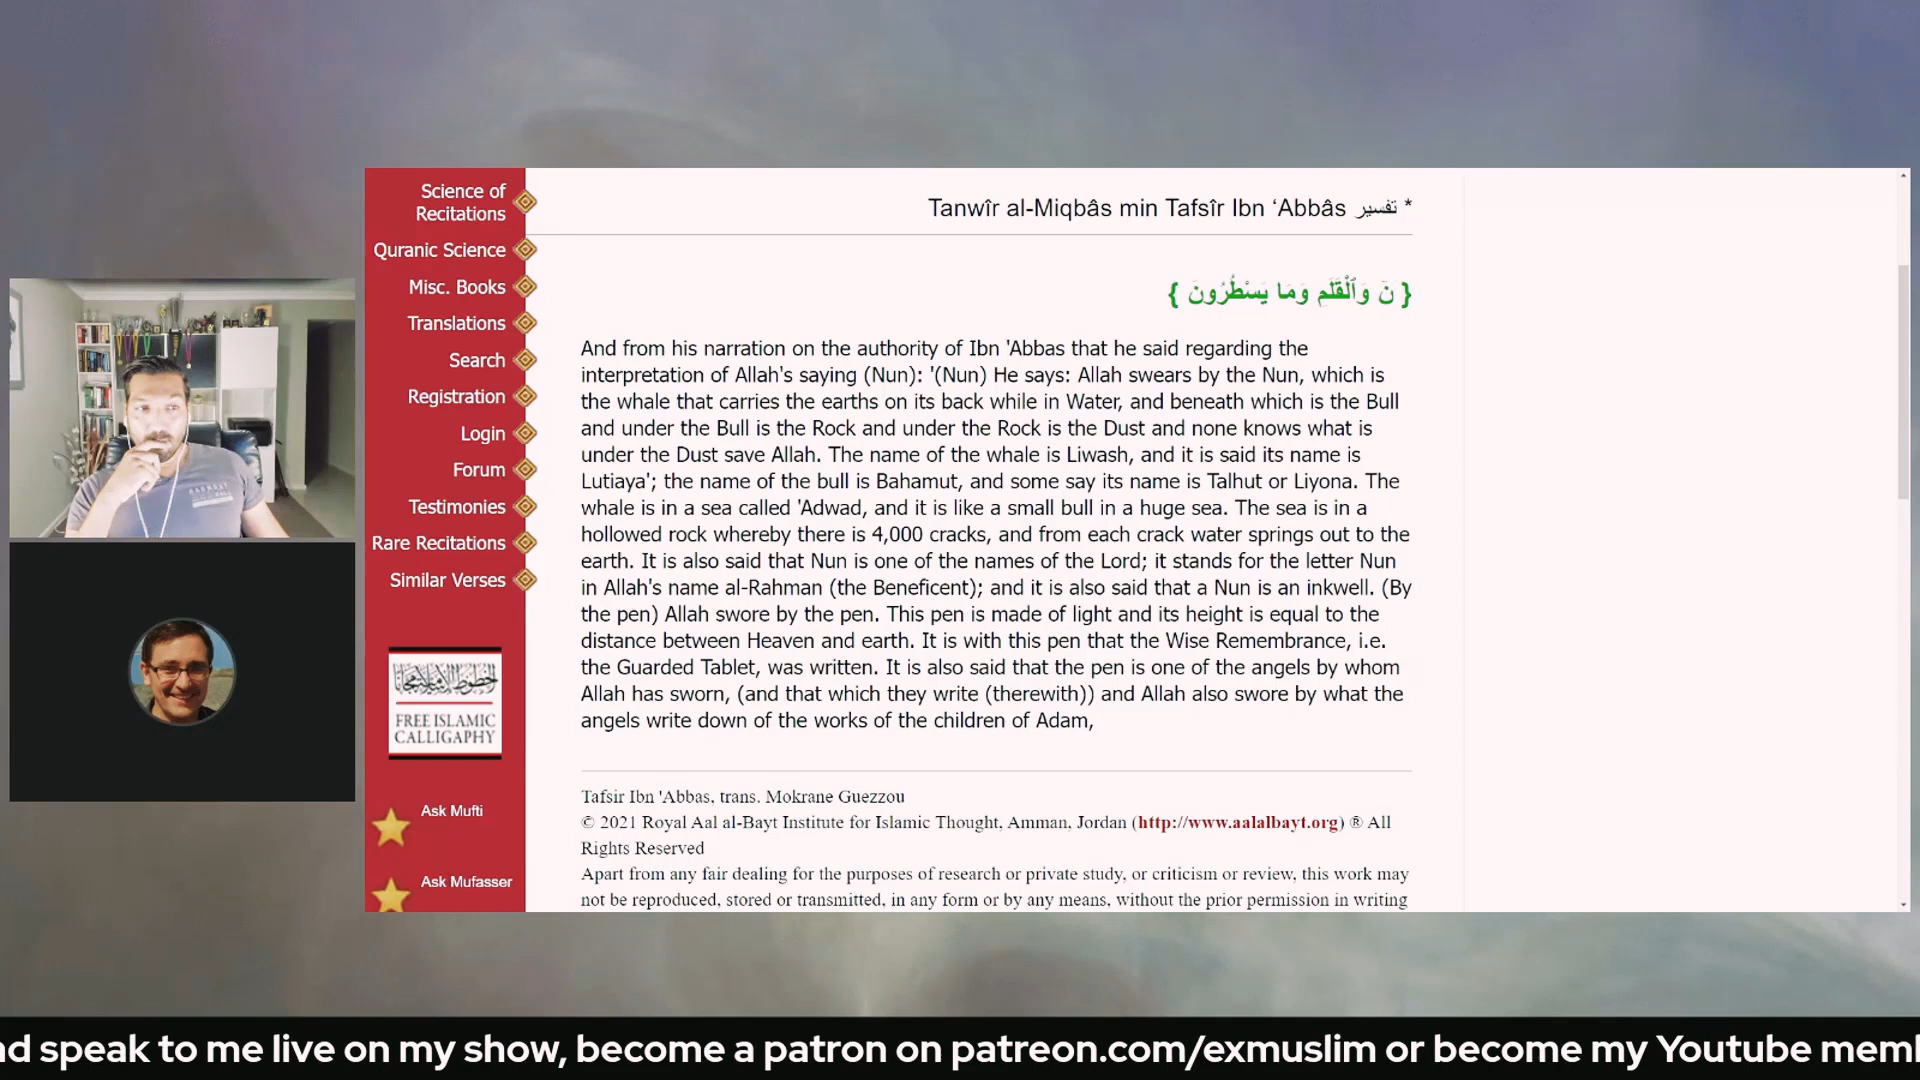 Science of
Recitations
Quranic Science
Misc. Books
Translations
Search
Registration
Login
Forum
Testimonies
Rare Recitations
Similar Verses
FREE ISLAMIC
CALLIGAPHY
Ask Mufti
Ask Mufasser
* تفسير Tanwîr al-Miqbâs min Tafsîr Ibn ‘Abbâs
{ نۤ وَٱلْقَلَمِ وَمَا يَسْطُرُونَ }
And from his narration on the authority of Ibn 'Abbas that he said regarding the
interpretation of Allah's saying (Nun): '(Nun) He says: Allah swears by the Nun, which is
the whale that carries the earths on its back while in Water, and beneath which is the Bull
and under the Bull is the Rock and under the Rock is the Dust and none knows what is
under the Dust save Allah. The name of the whale is Liwash, and it is said its name is
Lutiaya'; the name of the bull is Bahamut, and some say its name is Talhut or Liyona. The
whale is in a sea called 'Adwad, and it is like a small bull in a huge sea. The sea is in a
hollowed rock whereby there is 4,000 cracks, and from each crack water springs out to the
earth. It is also said that Nun is one of the names of the Lord; it stands for the letter Nun
in Allah's name al-Rahman (the Beneficent); and it is also said that a Nun is an inkwell. (By
the pen) Allah swore by the pen. This pen is made of light and its height is equal to the
distance between Heaven and earth. It is with this pen that the Wise Remembrance, i.e.
the Guarded Tablet, was written. It is also said that the pen is one of the angels by whom
Allah has sworn, (and that which they write (therewith)) and Allah also swore by what the
angels write down of the works of the children of Adam,
Tafsir Ibn 'Abbas, trans. Mokrane Guezzou
© 2021 Royal Aal al-Bayt Institute for Islamic Thought, Amman, Jordan (http://www.aalalbayt.org) ® All
Rights Reserved
Apart from any fair dealing for the purposes of research or private study, or criticism or review, this work may
not be reproduced, stored or transmitted, in any form or by any means, without the prior permission in writing
nd speak to me live on my show, become a patron on patreon.com/exmuslim or become my Youtube memb